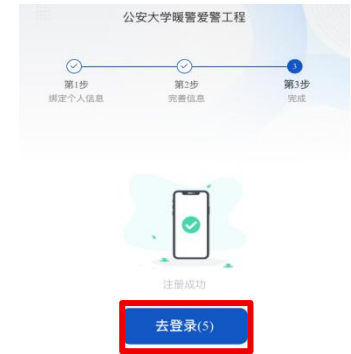 公安大学暖警爱警工程
3
第1步 第2步 第3步
绑定个人信息 完善信息 完成
注册成功
去登录(5)